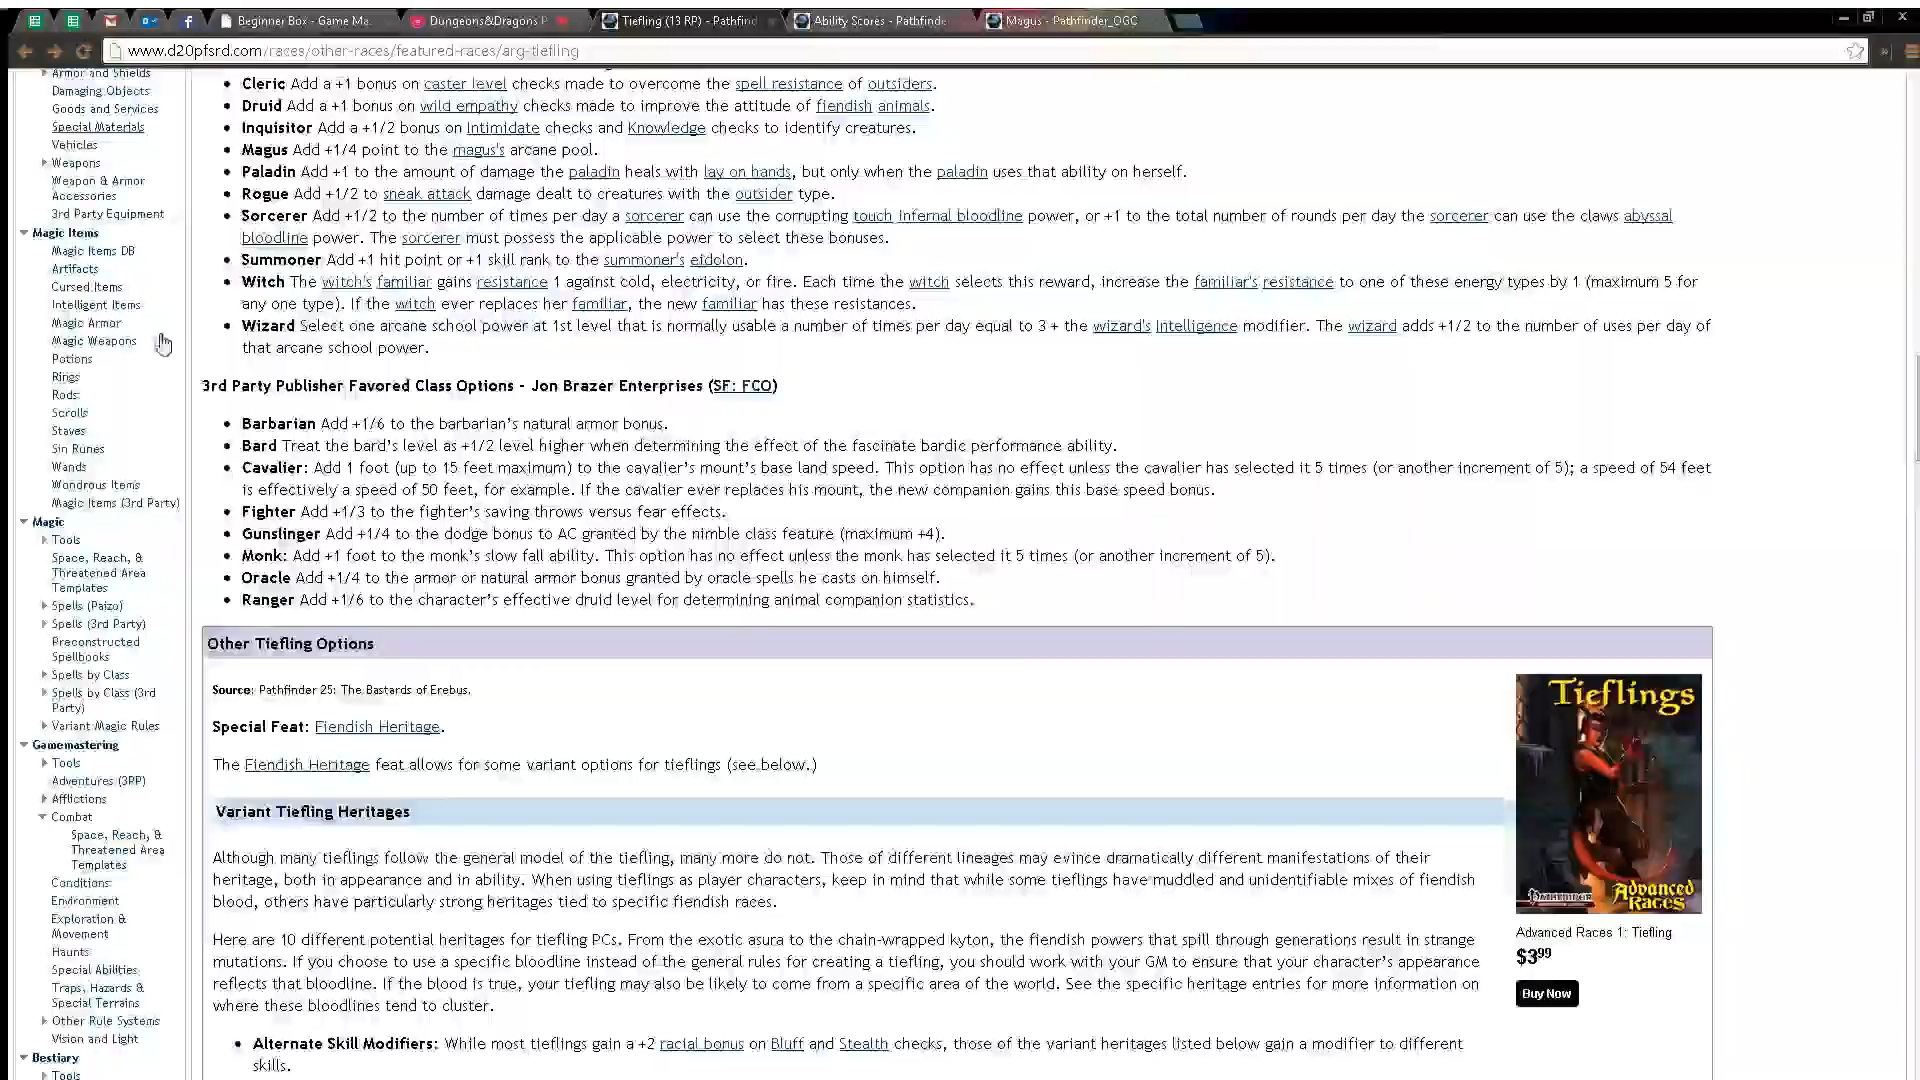 Beginner Box - Game Ma
Dungeons&Dragons P
Tiefling (13 RP) - Pathfind
Ability Scores - Pathfinde
Magus - Pathfinder_OGC
www.d20pfsrd.com/races/other-races/featured-races/arg-tiefling
Armor and Shields
Damaging Objects
Goods and Services
Special Materials
Vehicles
Weapons
Weapon & Armor
Accessories
3rd Party Equipment
Magic Items
Magic Items DB
Artifacts
Cursed Items
Intelligent Items
Magic Armor
Magic Weapons
Potions
Rings
Rods
Scrolls
Staves
Sin Runes
Wands
Wondrous Items
Magic Items (3rd Party)
Magic
Tools
Space, Reach, &
Threatened Area
Templates
Spells (Paizo)
Spells (3rd Party)
Preconstructed
Spellbooks
Spells by Class
Spells by Class (3rd
Party)
Variant Magic Rules
Gamemastering
Tools
Adventures (3PP)
Afflictions
Combat
Space, Reach, &
Threatened Area
Templates
Conditions
Environment
Exploration &
Movement
Haunts
Special Abilities
Traps, Hazards &
Special Terrains
Other Rule Systems
Vision and Light
Bestiary
Tools
Cleric Add a +1 bonus on caster level checks made to overcome the spell resistance of outsiders.
Druid Add a +1 bonus on wild empathy checks made to improve the attitude of fiendish animals.
Inquisitor Add a +1/2 bonus on Intimidate checks and Knowledge checks to identify creatures.
Magus Add +1/4 point to the magus's arcane pool.
Paladin Add +1 to the amount of damage the paladin heals with lay on hands, but only when the paladin uses that ability on herself.
Rogue Add +1/2 to sneak attack damage dealt to creatures with the outsider type.
Sorcerer Add +1/2 to the number of times per day a sorcerer can use the corrupting touch infernal bloodline power, or +1 to the total number of rounds per day the sorcerer can use the claws abyssal
bloodline power. The sorcerer must possess the applicable power to select these bonuses.
Summoner Add +1 hit point or +1 skill rank to the summoner's eidolon.
Witch The witch's familiar gains resistance 1 against cold, electricity, or fire. Each time the witch selects this reward, increase the familiar's resistance to one of these energy types by 1 (maximum 5 for
any one type). If the witch ever replaces her familiar, the new familiar has these resistances.
Wizard Select one arcane school power at 1st level that is normally usable a number of times per day equal to 3 + the wizard's Intelligence modifier. The wizard adds +1/2 to the number of uses per day of
that arcane school power.
3rd Party Publisher Favored Class Options - Jon Brazer Enterprises (SF: FCO)
Barbarian Add +1/6 to the barbarian's natural armor bonus.
Bard Treat the bard's level as +1/2 level higher when determining the effect of the fascinate bardic performance ability.
Cavalier: Add 1 foot (up to 15 feet maximum) to the cavalier's mount's base land speed. This option has no effect unless the cavalier has selected it 5 times (or another increment of 5); a speed of 54 feet
is effectively a speed of 50 feet, for example. If the cavalier ever replaces his mount, the new companion gains this base speed bonus.
Fighter Add +1/3 to the fighter's saving throws versus fear effects.
Gunslinger Add +1/4 to the dodge bonus to AC granted by the nimble class feature (maximum +4).
Monk: Add +1 foot to the monk's slow fall ability. This option has no effect unless the monk has selected it 5 times (or another increment of 5).
Oracle Add +1/4 to the armor or natural armor bonus granted by oracle spells he casts on himself.
Ranger Add +1/6 to the character's effective druid level for determining animal companion statistics.
Other Tiefling Options
Source: Pathfinder 25: The Bastards of Erebus.
Special Feat: Fiendish Heritage.
The Fiendish Heritage feat allows for some variant options for tieflings (see below.)
Variant Tiefling Heritages
Although many tieflings follow the general model of the tiefling, many more do not. Those of different lineages may evince dramatically different manifestations of their
heritage, both in appearance and in ability. When using tieflings as player characters, keep in mind that while some tieflings have muddled and unidentifiable mixes of fiendish
blood, others have particularly strong heritages tied to specific fiendish races.
Here are 10 different potential heritages for tiefling PCs. From the exotic asura to the chain-wrapped kyton, the fiendish powers that spill through generations result in strange
mutations. If you choose to use a specific bloodline instead of the general rules for creating a tiefling, you should work with your GM to ensure that your character's appearance
reflects that bloodline. If the blood is true, your tiefling may also be likely to come from a specific area of the world. See the specific heritage entries for more information on
where these bloodlines tend to cluster.
Alternate Skill Modifiers: While most tieflings gain a +2 racial bonus on Bluff and Stealth checks, those of the variant heritages listed below gain a modifier to different
skills.
Tieflings
Pathfinder
Advanced
Races
Advanced Races 1: Tiefling
$399
Buy Now